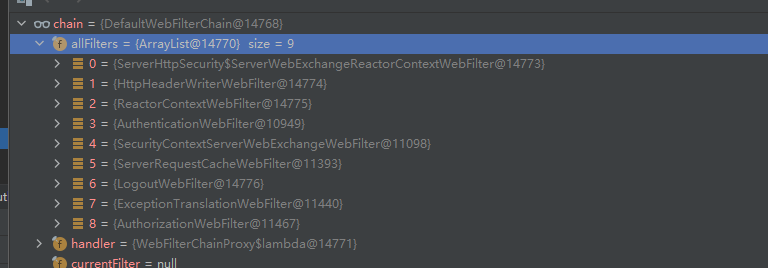 chain = {DefaultWebFilterChain@14768}
allFilters = {ArrayList@14770} size = 9
0 = {ServerHttpSecurity$ServerWebExchangeReactorContextWebFilter@14773}
1 = {HttpHeaderWriterWebFilter@14774}
2 = {ReactorContextWebFilter@14775}
3 = {AuthenticationWebFilter@10949}
4 = {SecurityContextServerWebExchangeWebFilter@11098}
5 = {ServerRequestCacheWebFilter@11393}
6 = {LogoutWebFilter@14776}
7 = {ExceptionTranslationWebFilter@11440}
8 = {AuthorizationWebFilter@11467}
handler = {WebFilterChainProxy$lambda@14771}
currentFilter = null